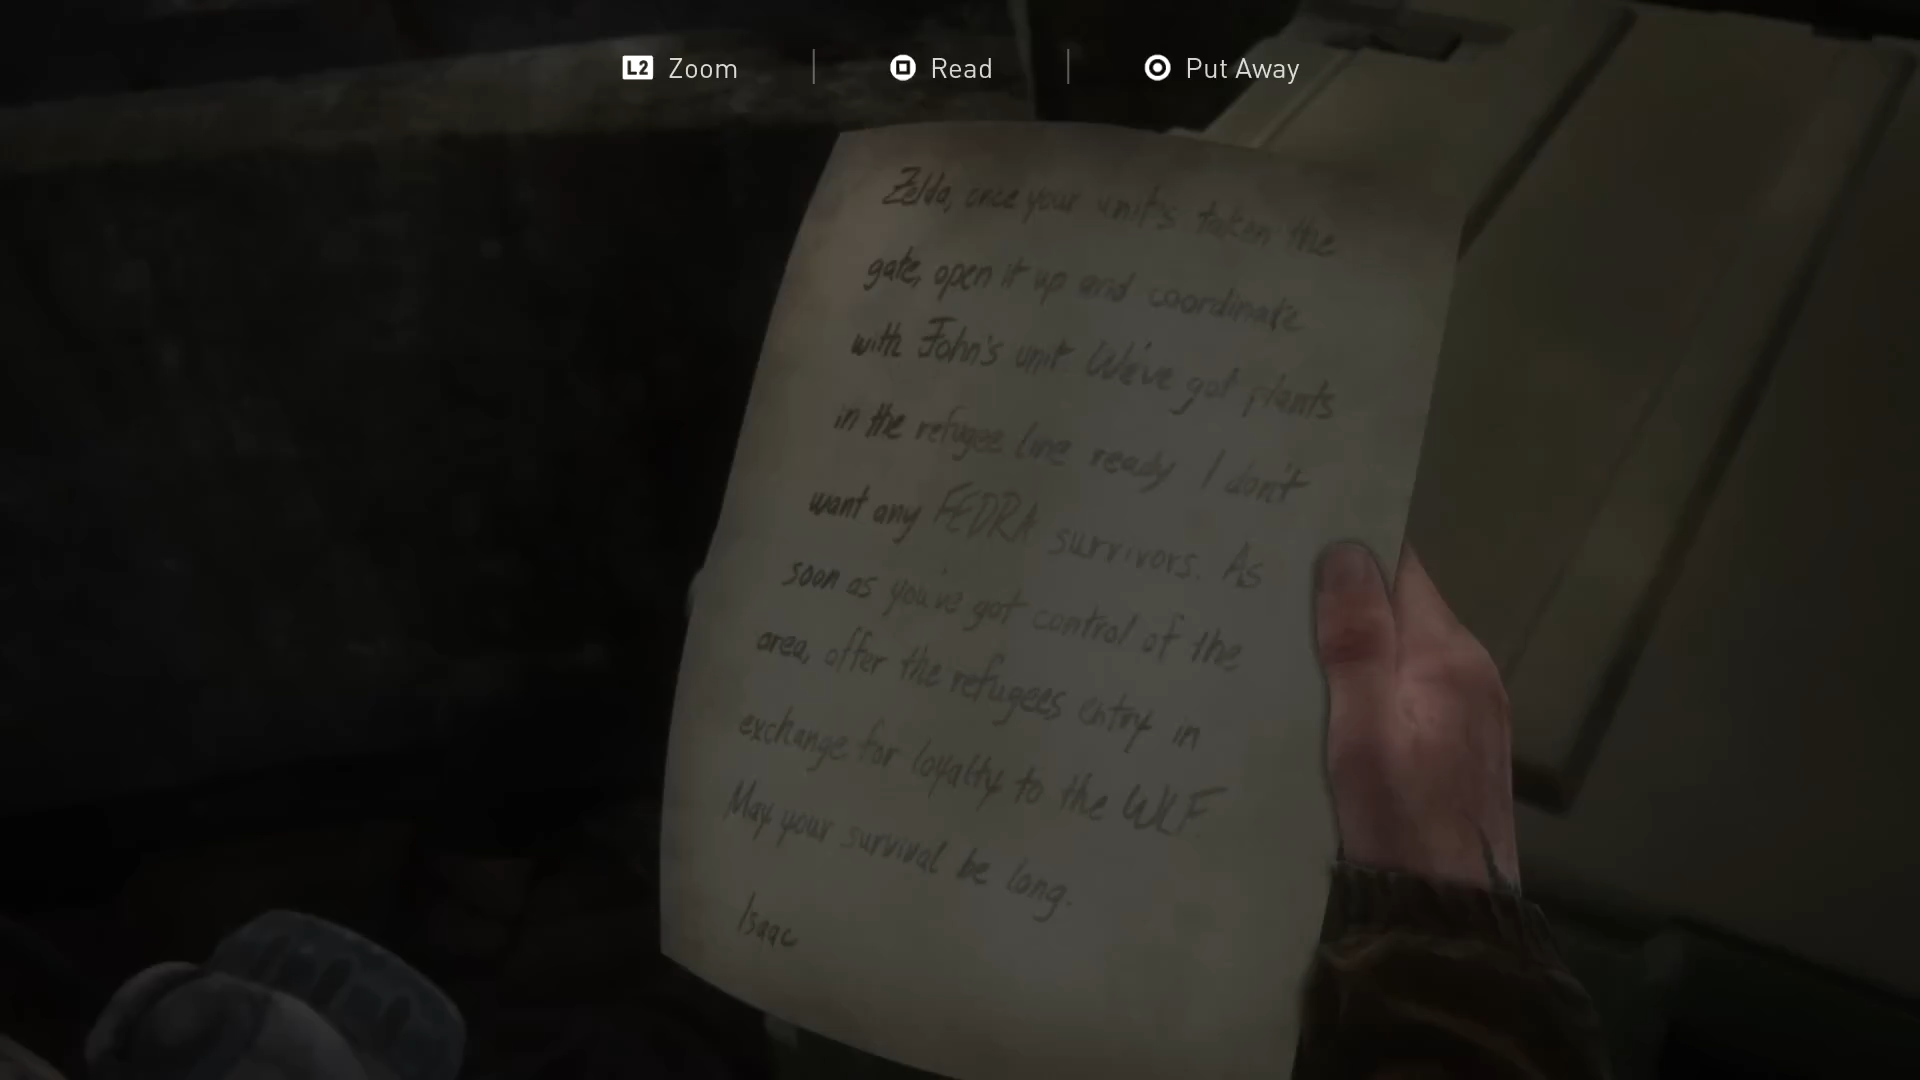 L2 Zoom | Read | Put Away
Zelda, once your unit's taken the
gate, open it up and coordinate
with John's unit. We've got plants
in the refugee line ready I don't
want any FEDRA survivors. As
soon as you've got control of the
area, offer the refugees entry in
exchange for loyalty to the WLF.
May your survival be long.
Isaac